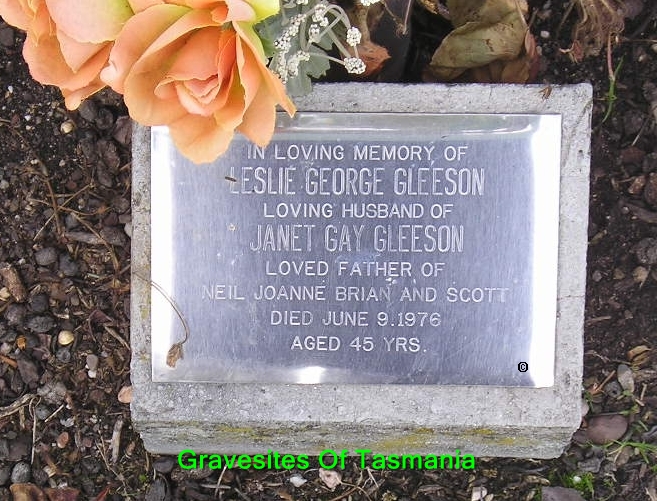 IN LOVING MEMORY OF
LESLIE GEORGE GLEESON
LOVING HUSBAND OF
JANET GAY GLEESON
LOVED FATHER OF
NEIL JOANNE BRIAN AND SCOTT
DIED JUNE 9.1976
AGED 45 YRS.
©
Gravesites Of Tasmania